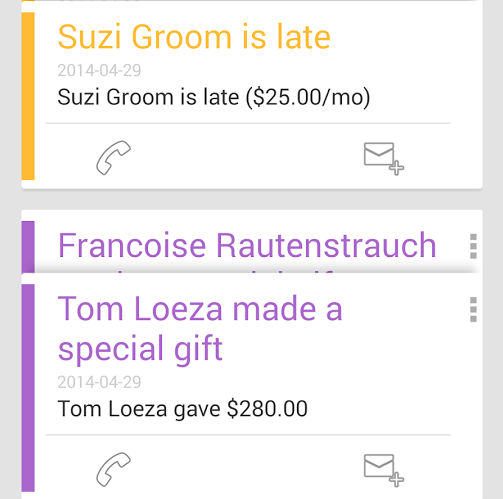 Suzi Groom is late
2014-04-29
Suzi Groom is late ($25.00/mo)
Francoise Rautenstrauch
Tom Loeza made a
special gift
2014-04-29
Tom Loeza gave $280.00